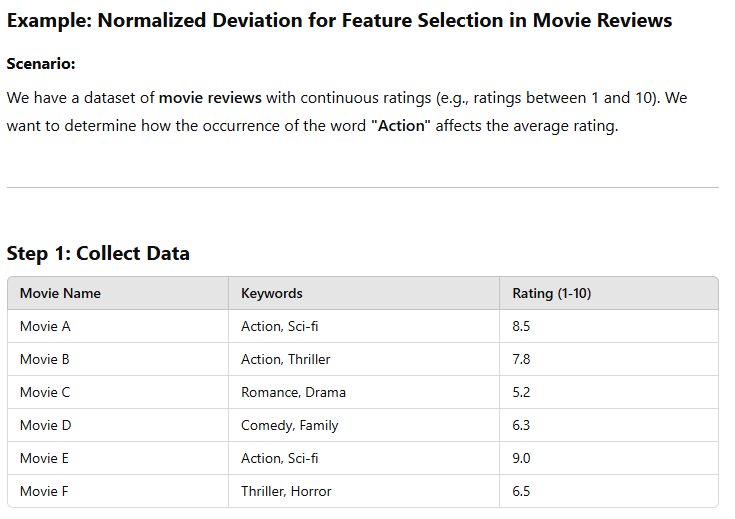 Example: Normalized Deviation for Feature Selection in Movie Reviews
Scenario:
We have a dataset of movie reviews with continuous ratings (e.g., ratings between 1 and 10). We
want to determine how the occurrence of the word "Action" affects the average rating.
Step 1: Collect Data
Movie Name Keywords Rating (1-10)
Movie A Action, Sci-fi 8.5
Movie B Action, Thriller 7.8
Movie C Romance, Drama 5.2
Movie D Comedy, Family 6.3
Movie E Action, Sci-fi 9.0
Movie F Thriller, Horror 6.5